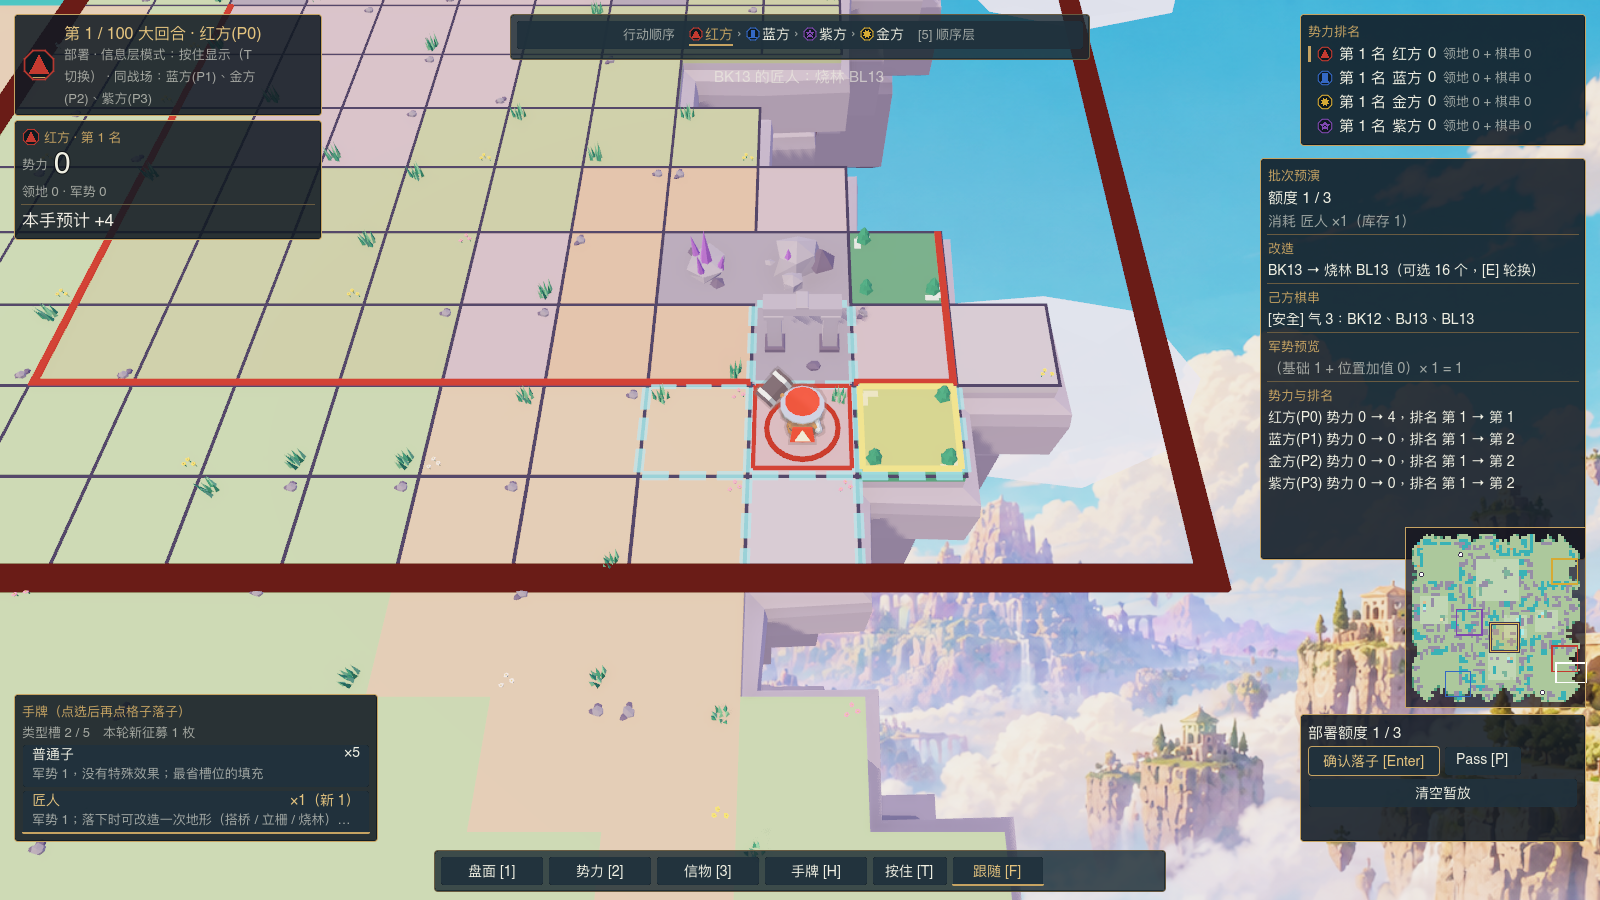 第 1 / 100 大回合 · 红方(P0)
部署 · 信息层模式 · 按住显示（T
切换） · 同战场：蓝方(P1)、金方
(P2)、紫方(P3)
红方 · 第 1 名
势力 0
领地 0 · 军势 0
本手预计 +4
行动顺序 红方 › 蓝方 › 紫方 › 金方 [5] 顺序层
BK13 的匠人：烧林 BL13
势力排名
第 1 名 红方 0 领地 0 + 棋串 0
第 1 名 蓝方 0 领地 0 + 棋串 0
第 1 名 金方 0 领地 0 + 棋串 0
第 1 名 紫方 0 领地 0 + 棋串 0
批次预演
额度 1 / 3
消耗 匠人 ×1（库存 1）
改造
BK13 → 烧林 BL13（可选 16 个，[E] 轮换）
己方棋串
[安全] 气 3：BK12、BJ13、BL13
军势预览
（基础 1 + 位置加值 0）× 1 = 1
势力与排名
红方(P0) 势力 0 → 4，排名 第 1 → 第 1
蓝方(P1) 势力 0 → 0，排名 第 1 → 第 2
金方(P2) 势力 0 → 0，排名 第 1 → 第 2
紫方(P3) 势力 0 → 0，排名 第 1 → 第 2
手牌（点选后再点格子落子）
类型槽 2 / 5 本轮新征募 1 枚
普通子 ×5
军势 1，没有特殊效果；最省槽位的填充
匠人 ×1（新 1）
军势 1；落下时可改造一次地形（搭桥 / 立栅 / 烧林）…
部署额度 1 / 3
确认落子 [Enter] Pass [P]
清空暂放
盘面 [1] 势力 [2] 信物 [3] 手牌 [H] 按住 [T] 跟随 [F]